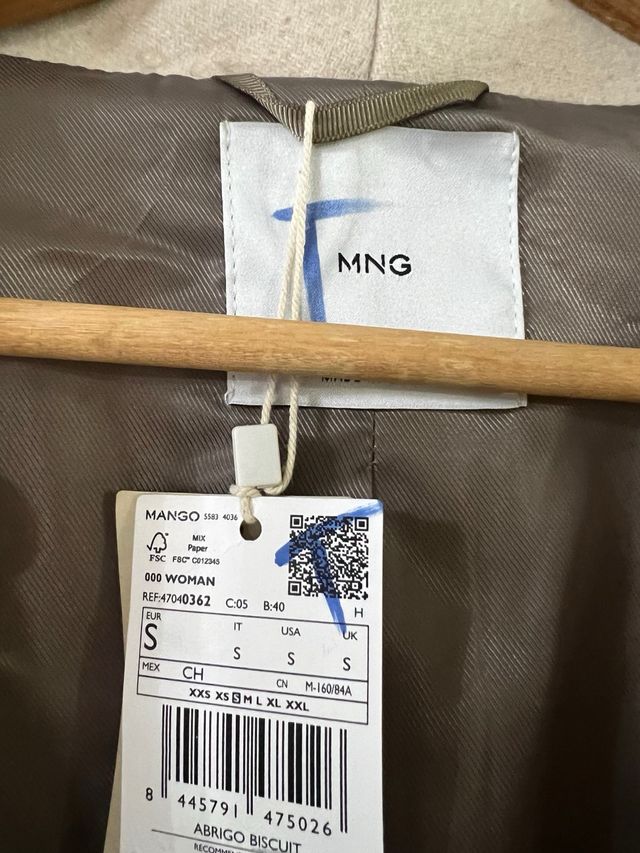 T
MNG
MANGO 5583 4036
MIX
Paper
FSC
FSC™ C012345
000 WOMAN
REF:47040362 C:05 B:40 H
T
EUR IT USA UK
S S S S
MEX CH CN M-160/84A
XXS XS S M L XL XXL
8 445791 475026
ABRIGO BISCUIT